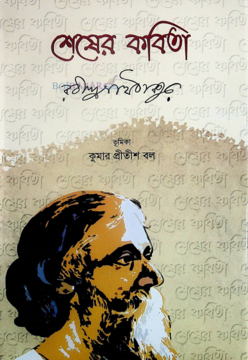 শেষের কবিতা
রবীন্দ্রনাথ ঠাকুর
ভূমিকা
কুমার প্রীতীশ বল